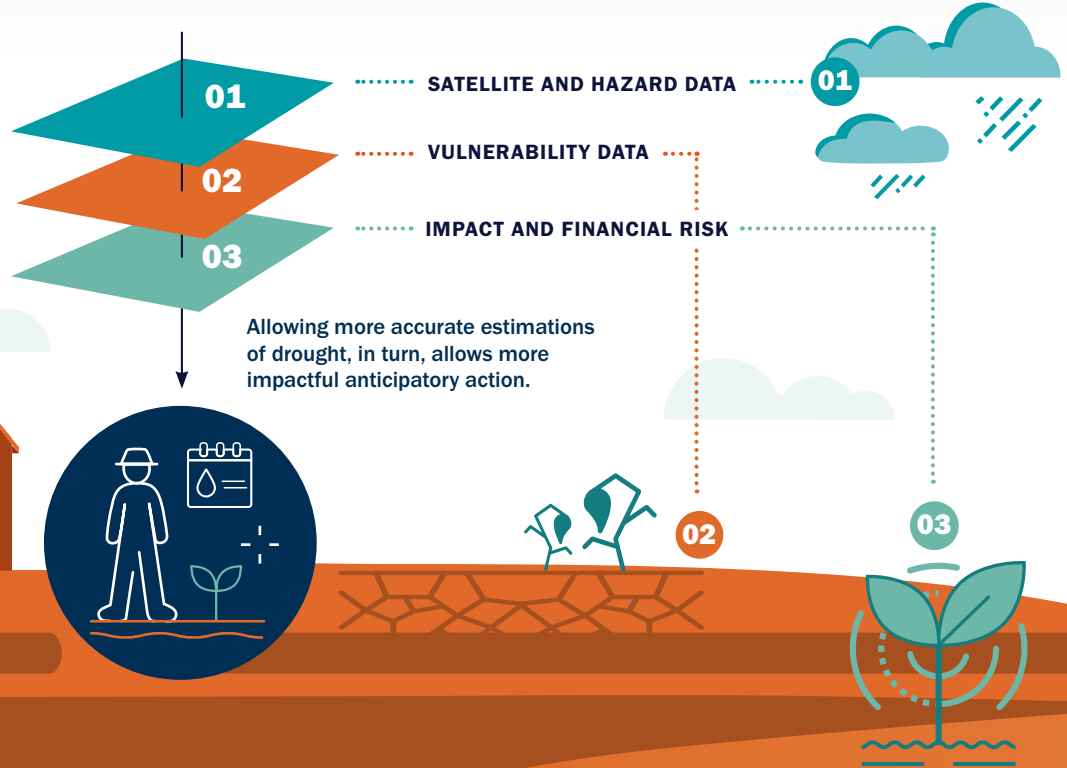 01
SATELLITE AND HAZARD DATA
01
02
VULNERABILITY DATA
03
IMPACT AND FINANCIAL RISK
Allowing more accurate estimations
of drought, in turn, allows more
impactful anticipatory action.
02
03